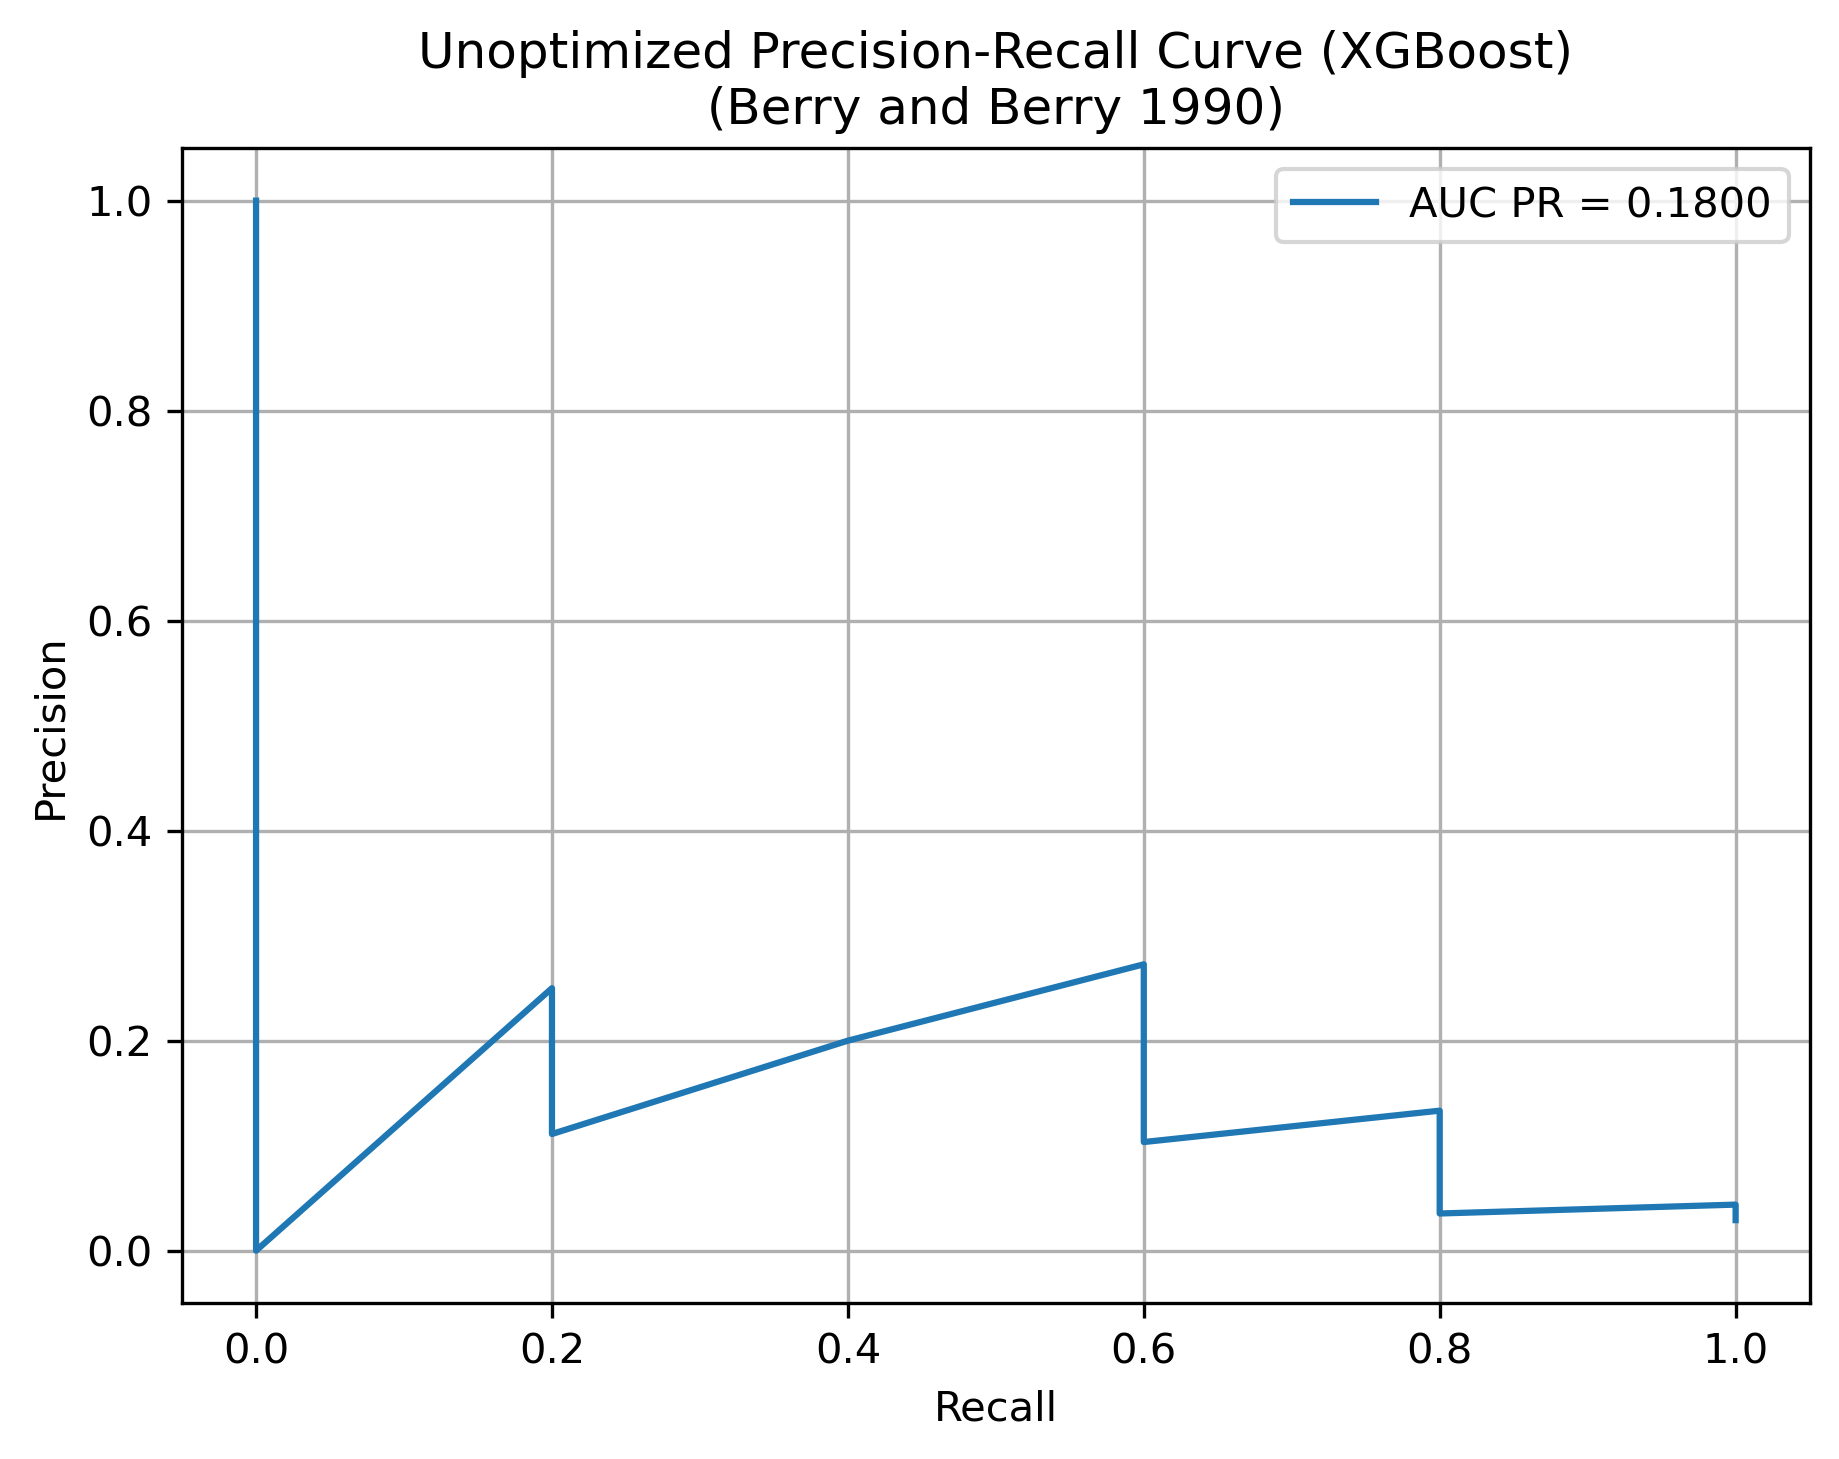 Unoptimized Precision-Recall Curve (XGBoost)
(Berry and Berry 1990)
AUC PR = 0.1800
1.0
0.8
0.6
0.4
0.2
0.0
Precision
0.0 0.2 0.4 0.6 0.8 1.0
Recall